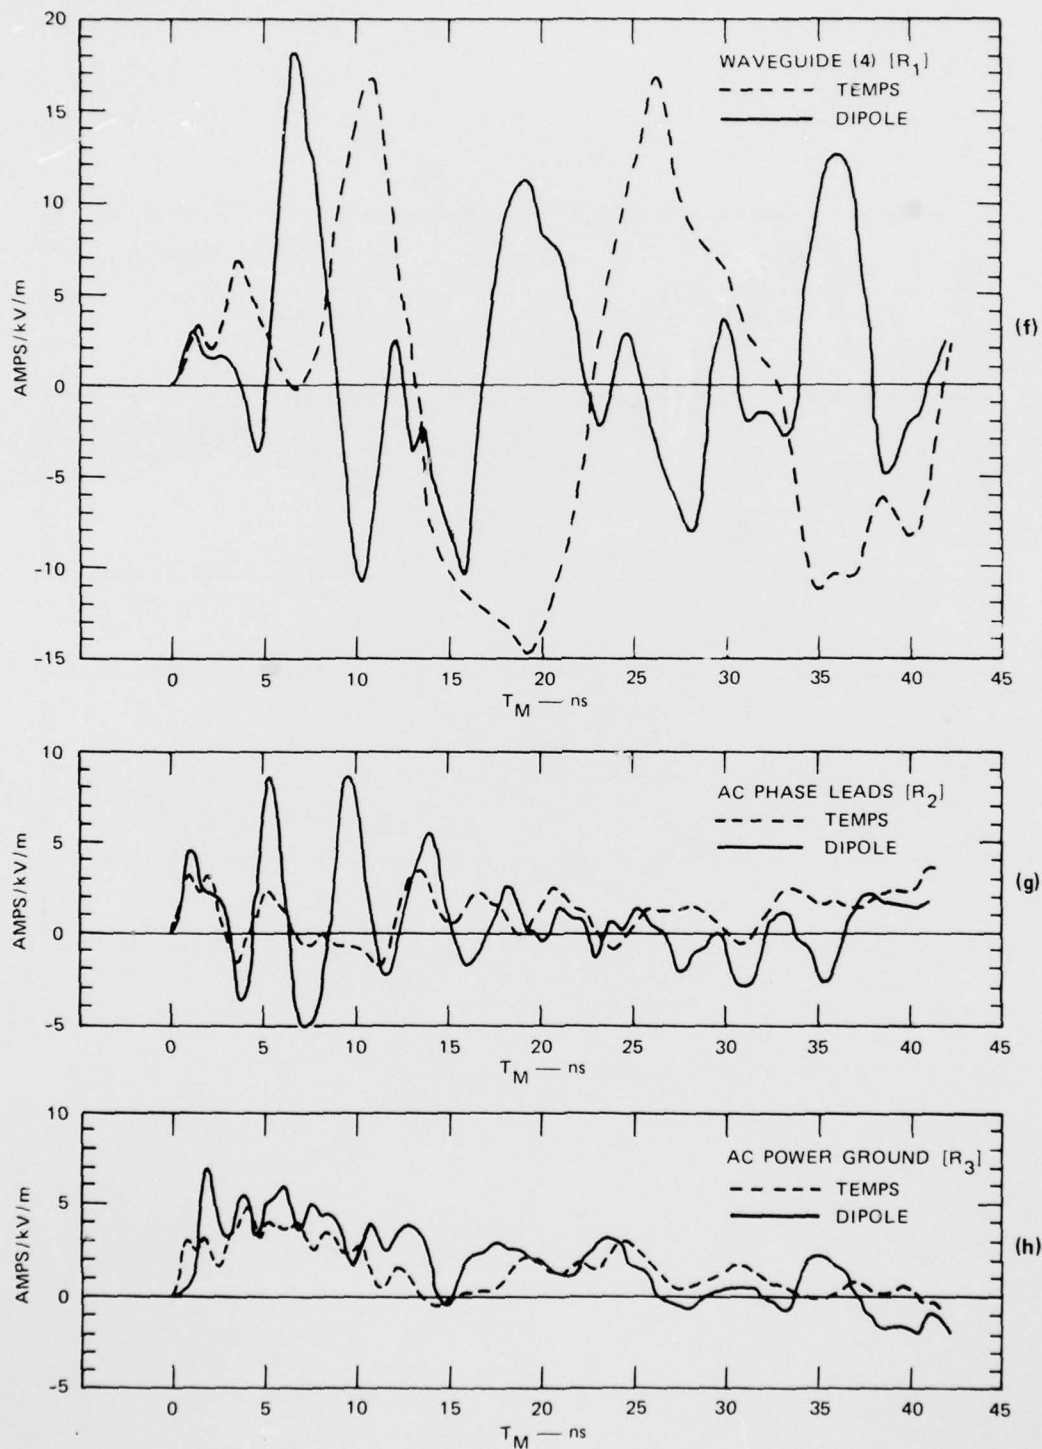 20
15
10
5
0
-5
-10
-15
AMPS/kV/m
WAVEGUIDE (4) [R1]
TEMPS
DIPOLE
(f)
0 5 10 15 20 25 30 35 40 45
TM — ns
10
5
0
-5
AMPS/kV/m
AC PHASE LEADS [R2]
TEMPS
DIPOLE
(g)
0 5 10 15 20 25 30 35 40 45
TM — ns
10
5
0
-5
AMPS/kV/m
AC POWER GROUND [R3]
TEMPS
DIPOLE
(h)
0 5 10 15 20 25 30 35 40 45
TM — ns